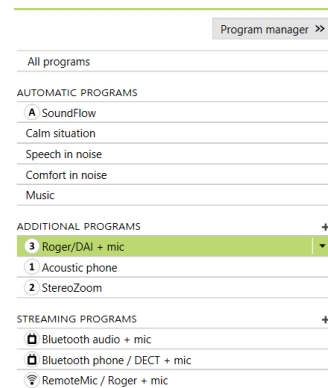 Program manager »
All programs
AUTOMATIC PROGRAMS
A SoundFlow
Calm situation
Speech in noise
Comfort in noise
Music
ADDITIONAL PROGRAMS +
3 Roger/DAI + mic
1 Acoustic phone
2 StereoZoom
STREAMING PROGRAMS +
Bluetooth audio + mic
Bluetooth phone / DECT + mic
RemoteMic / Roger + mic